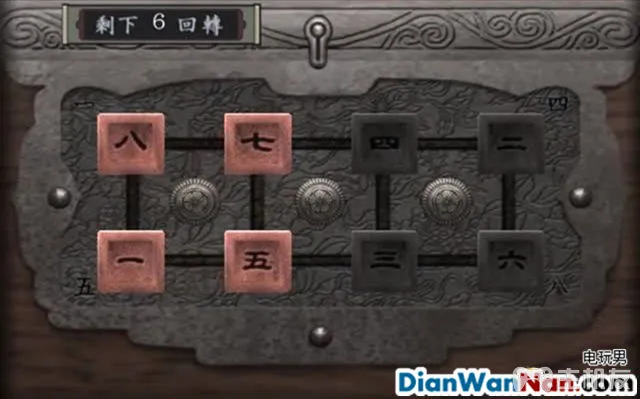 剩下 6 回轉
一 四
八 七 四 二
一 五 三 六
五 八
电玩男
DianWanNan.com